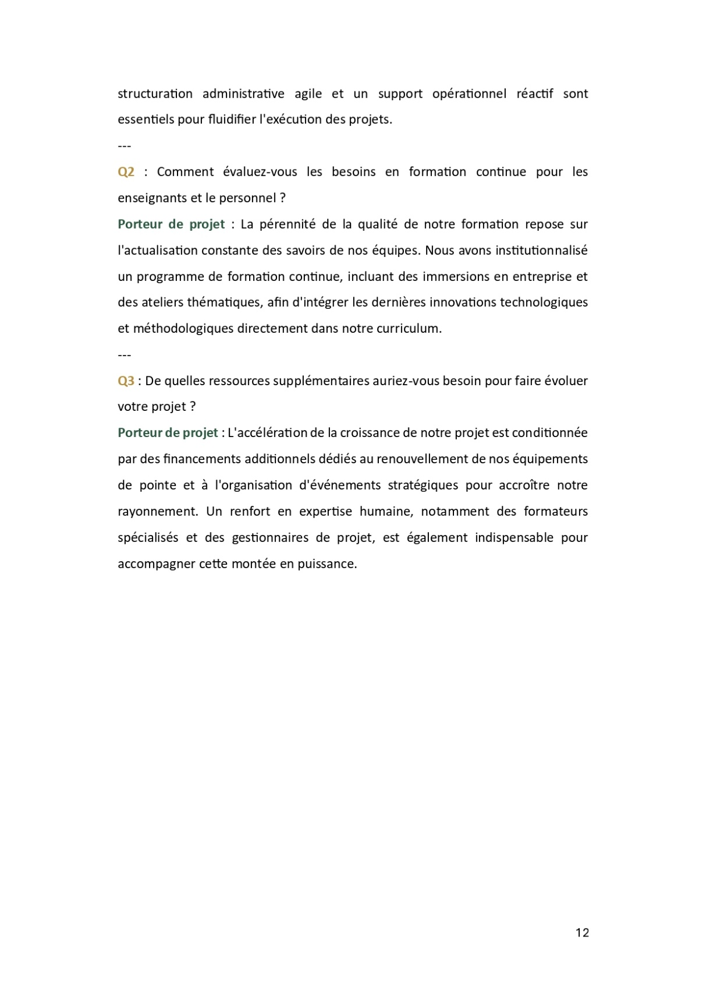 structuration administrative agile et un support opérationnel réactif sont
essentiels pour fluidifier l'exécution des projets.
---
Q2 : Comment évaluez-vous les besoins en formation continue pour les
enseignants et le personnel ?
Porteur de projet : La pérennité de la qualité de notre formation repose sur
l'actualisation constante des savoirs de nos équipes. Nous avons institutionnalisé
un programme de formation continue, incluant des immersions en entreprise et
des ateliers thématiques, afin d'intégrer les dernières innovations technologiques
et méthodologiques directement dans notre curriculum.
---
Q3 : De quelles ressources supplémentaires auriez-vous besoin pour faire évoluer
votre projet ?
Porteur de projet : L'accélération de la croissance de notre projet est conditionnée
par des financements additionnels dédiés au renouvellement de nos équipements
de pointe et à l'organisation d'événements stratégiques pour accroître notre
rayonnement. Un renfort en expertise humaine, notamment des formateurs
spécialisés et des gestionnaires de projet, est également indispensable pour
accompagner cette montée en puissance.
12